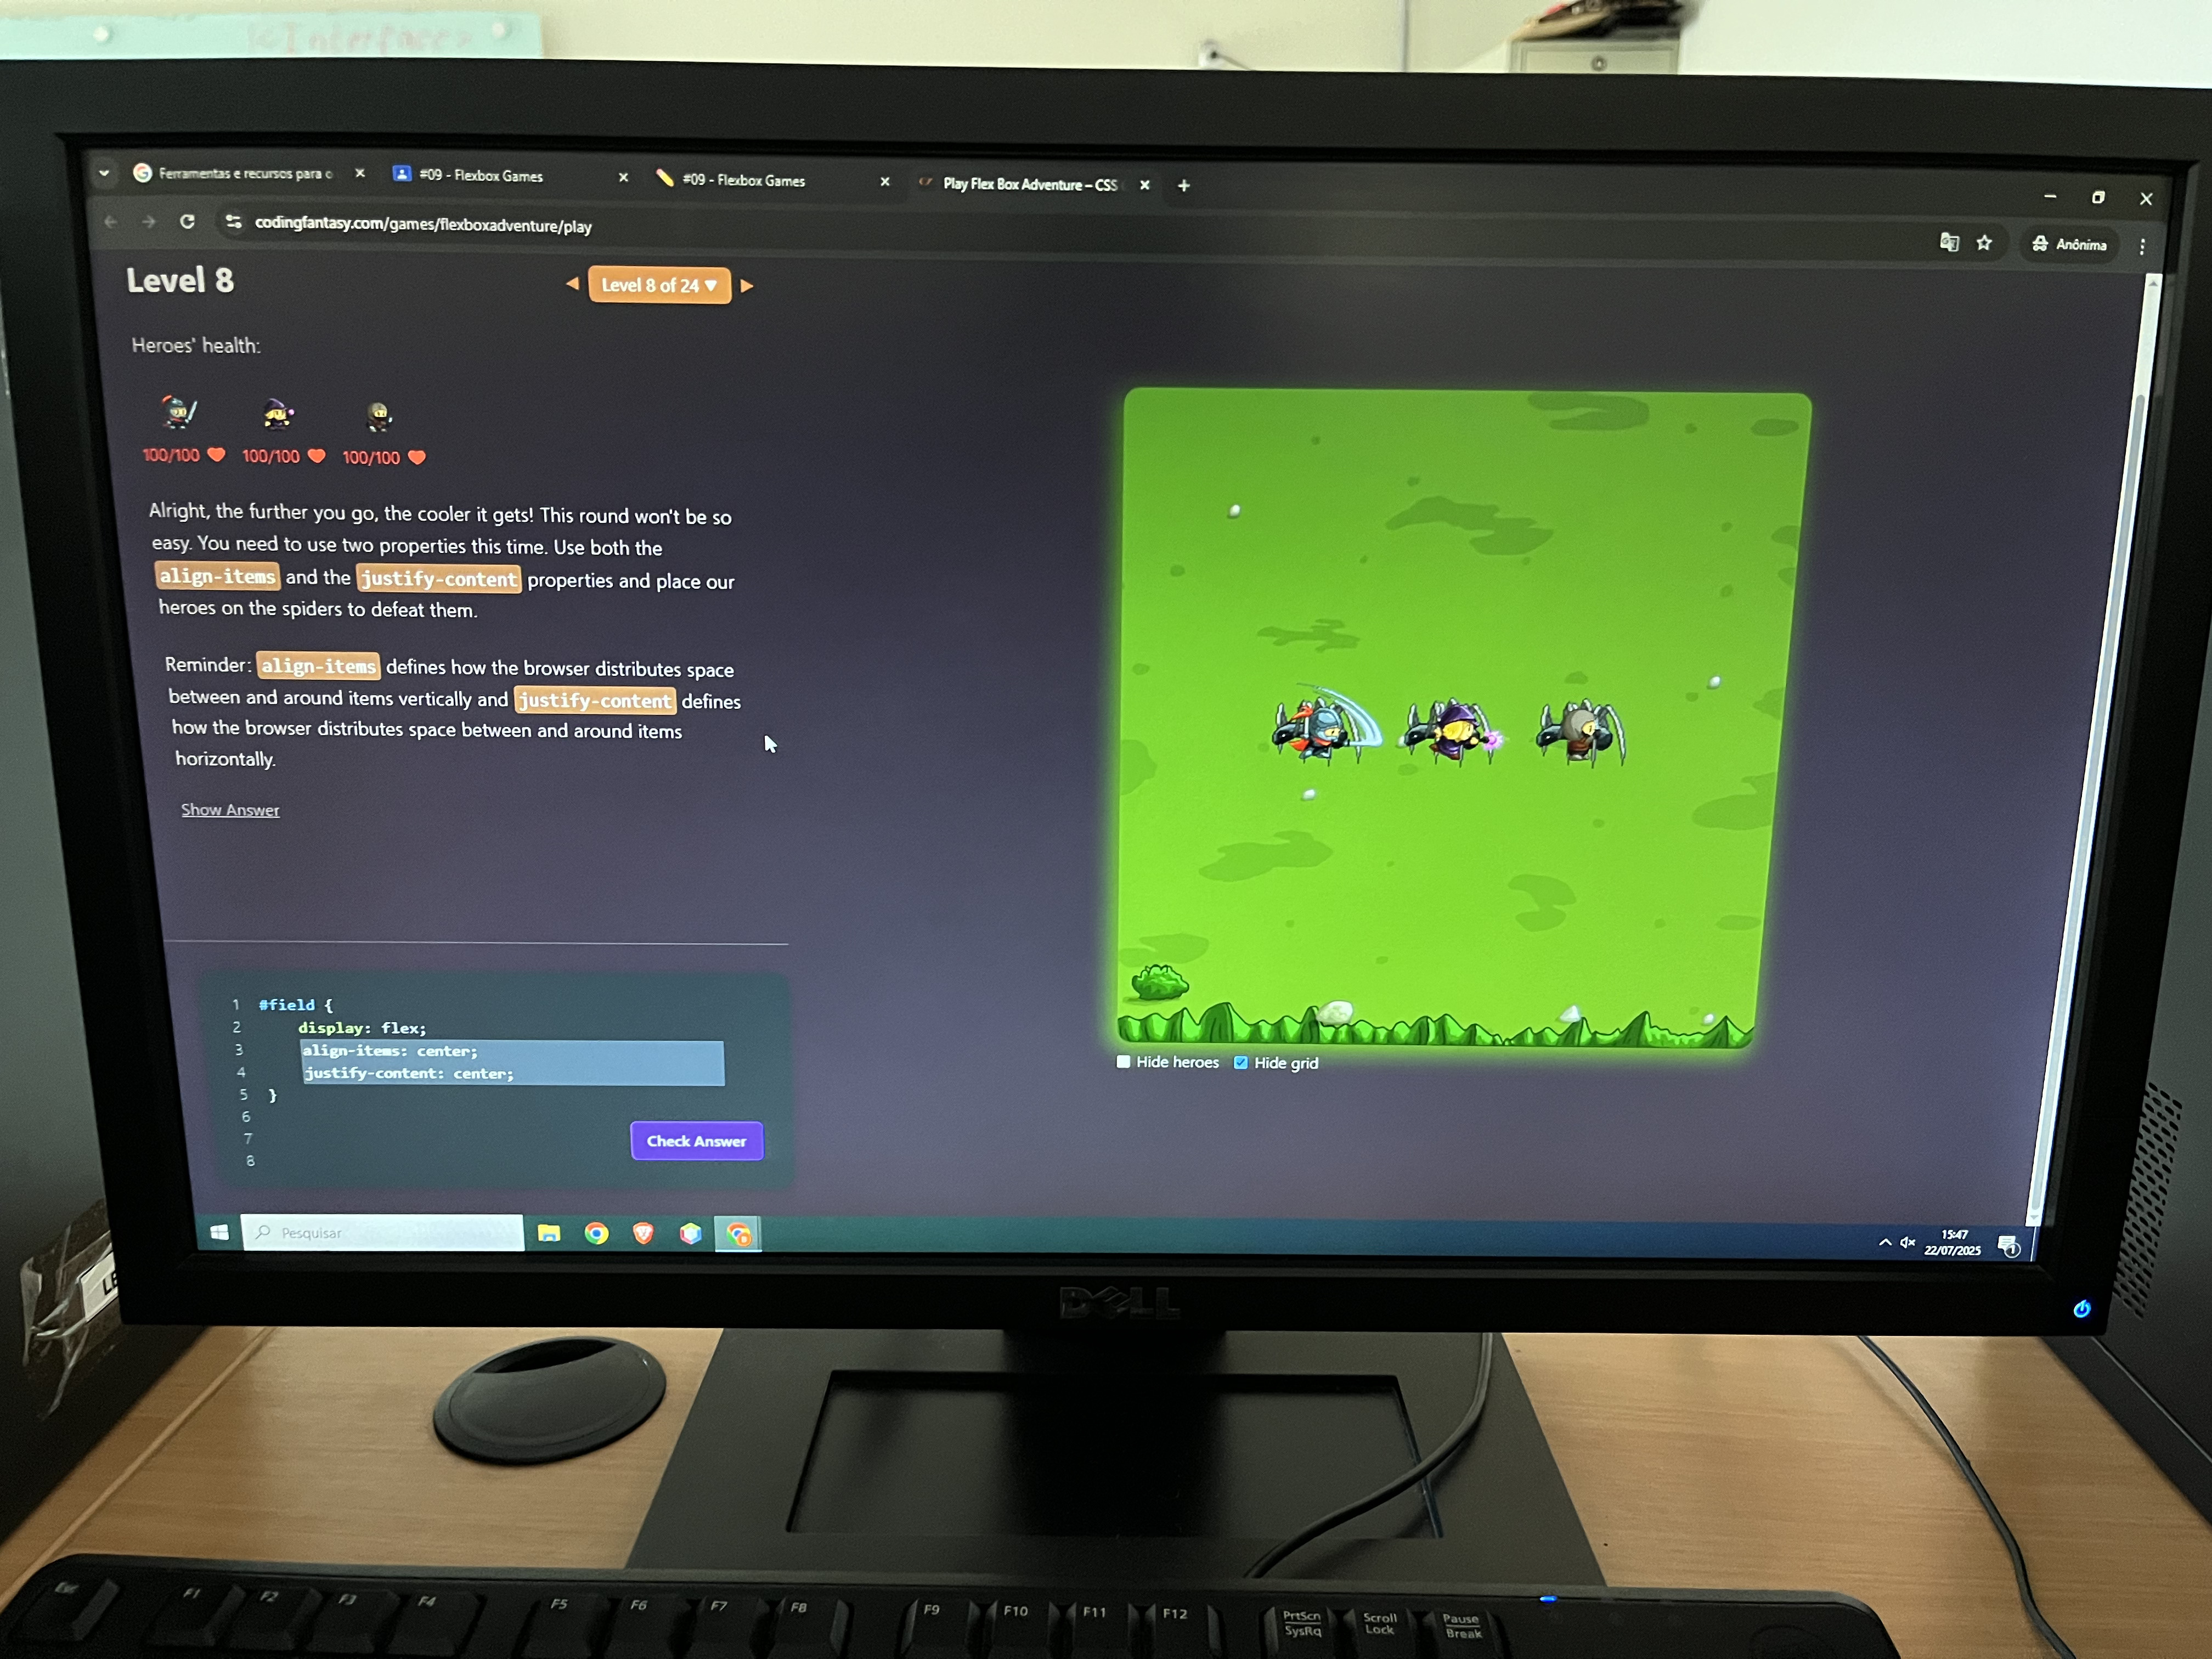 <Interface>
Ferramentas e recursos para o
#09 - Flexbox Games
#09 - Flexbox Games
Play Flex Box Adventure – CSS
codingfantasy.com/games/flexboxadventure/play
Anônima
Level 8
Level 8 of 24 ▼
Heroes' health:
100/100 100/100 100/100
Alright, the further you go, the cooler it gets! This round won't be so
easy. You need to use two properties this time. Use both the
align-items and the justify-content properties and place our
heroes on the spiders to defeat them.
Reminder: align-items defines how the browser distributes space
between and around items vertically and justify-content defines
how the browser distributes space between and around items
horizontally.
Show Answer
1 #field {
2 display: flex;
3 align-items: center;
4 justify-content: center;
5 }
6
7
8
Check Answer
Hide heroes Hide grid
Pesquisar
15:47
22/07/2025
1
DELL
Esc F1 F2 F3 F4 F5 F6 F7 F8 F9 F10 F11 F12
PrtScn
SysRq
Scroll
Lock
Pause
Break